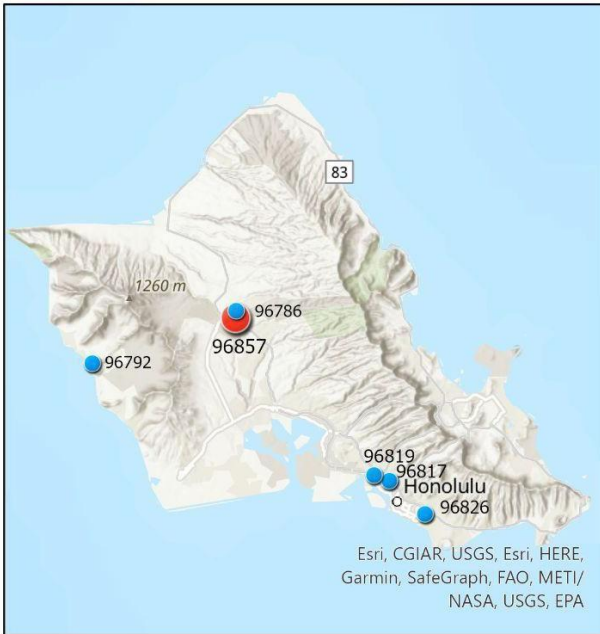 83
1260 m
96786
96857
96792
96819
96817
Honolulu
96826
Esri, CGIAR, USGS, Esri, HERE,
Garmin, SafeGraph, FAO, METI/
NASA, USGS, EPA